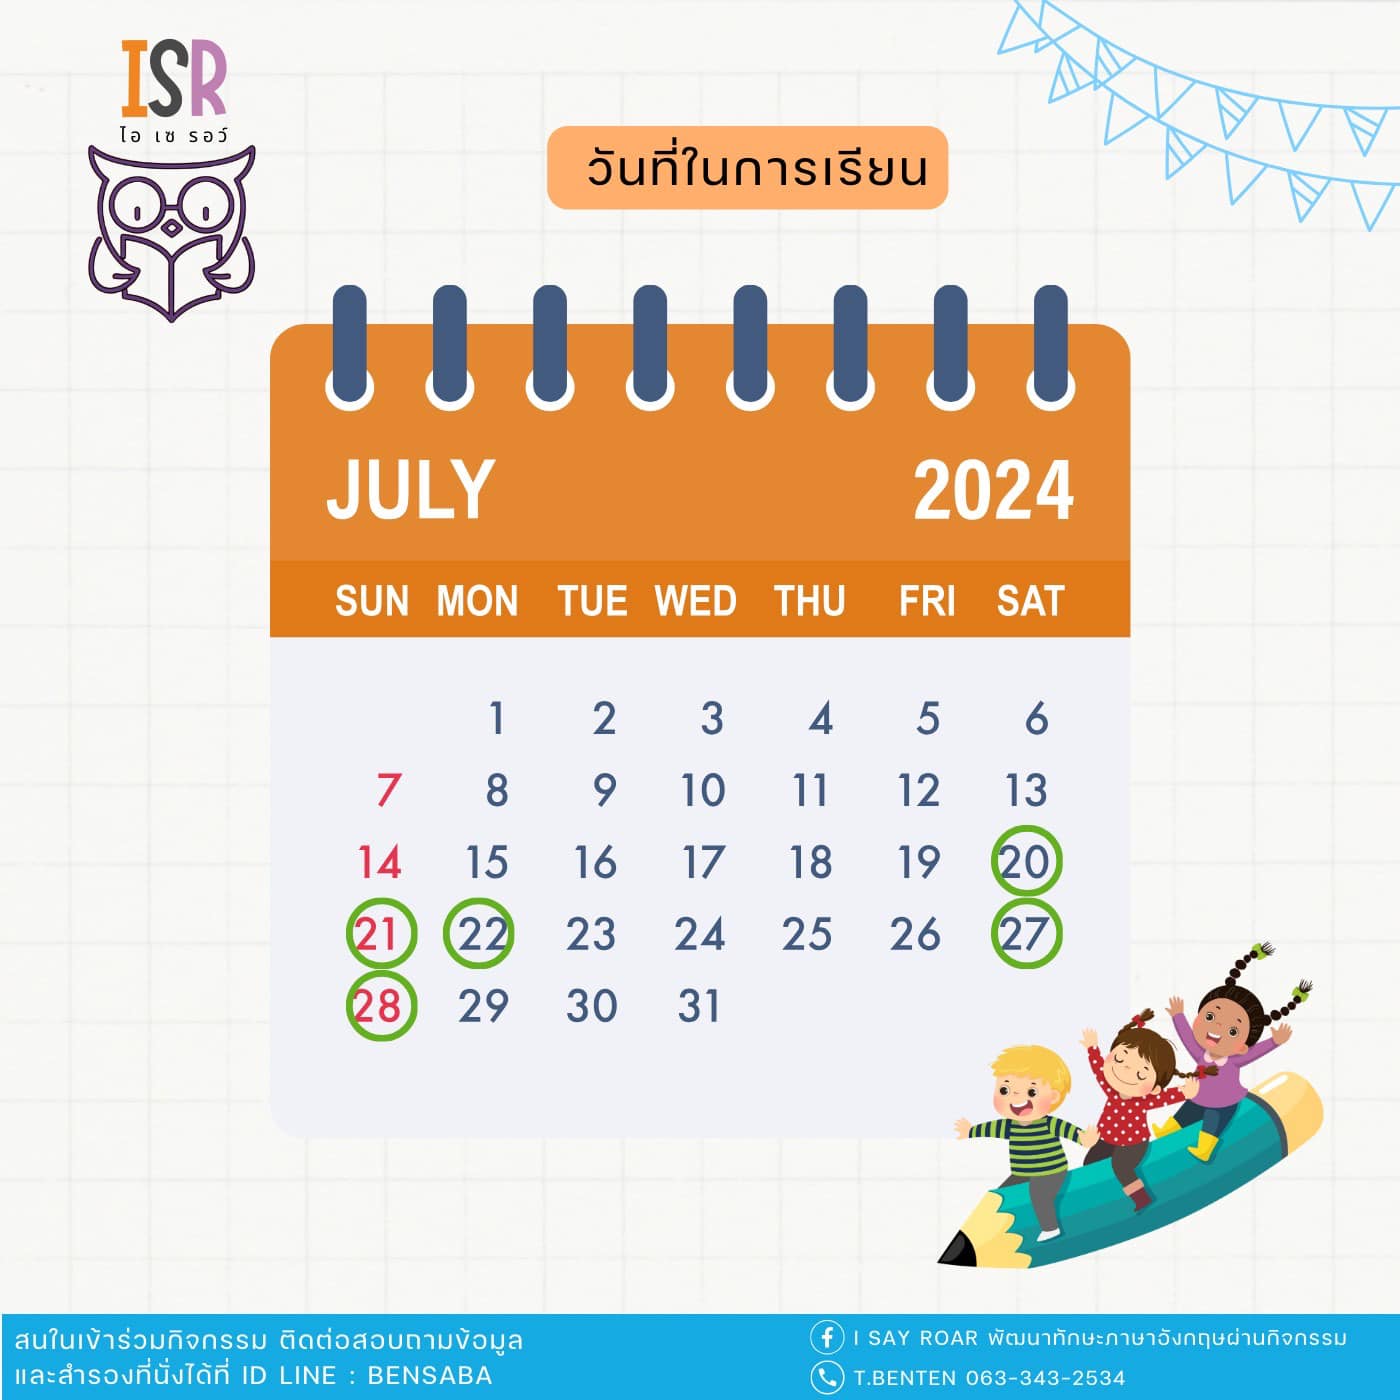 ISR
ไอ เซ รอว์
วันที่ในการเรียน
JULY 2024
SUN MON TUE WED THU FRI SAT
1 2 3 4 5 6
7 8 9 10 11 12 13
14 15 16 17 18 19 20
21 22 23 24 25 26 27
28 29 30 31
สนในเข้าร่วมกิจกรรม ติดต่อสอบถามข้อมูล
และสำรองที่นั่งได้ที่ ID LINE : BENSABA
I SAY ROAR พัฒนาทักษะภาษาอังกฤษผ่านกิจกรรม
T.BENTEN 063-343-2534